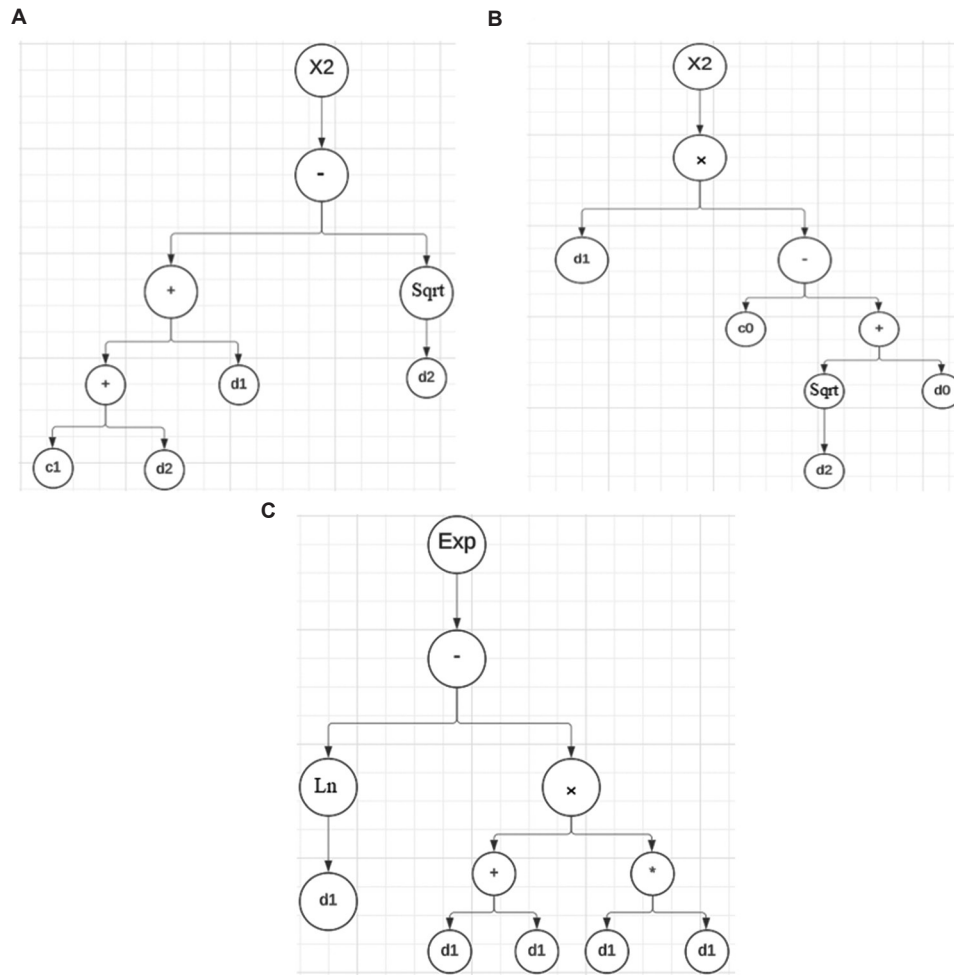 A
X2
-
+
Sqrt
+
d1
d2
c1
d2
B
X2
×
d1
-
c0
+
Sqrt
d0
d2
C
Exp
-
Ln
×
d1
+
*
d1
d1
d1
d1